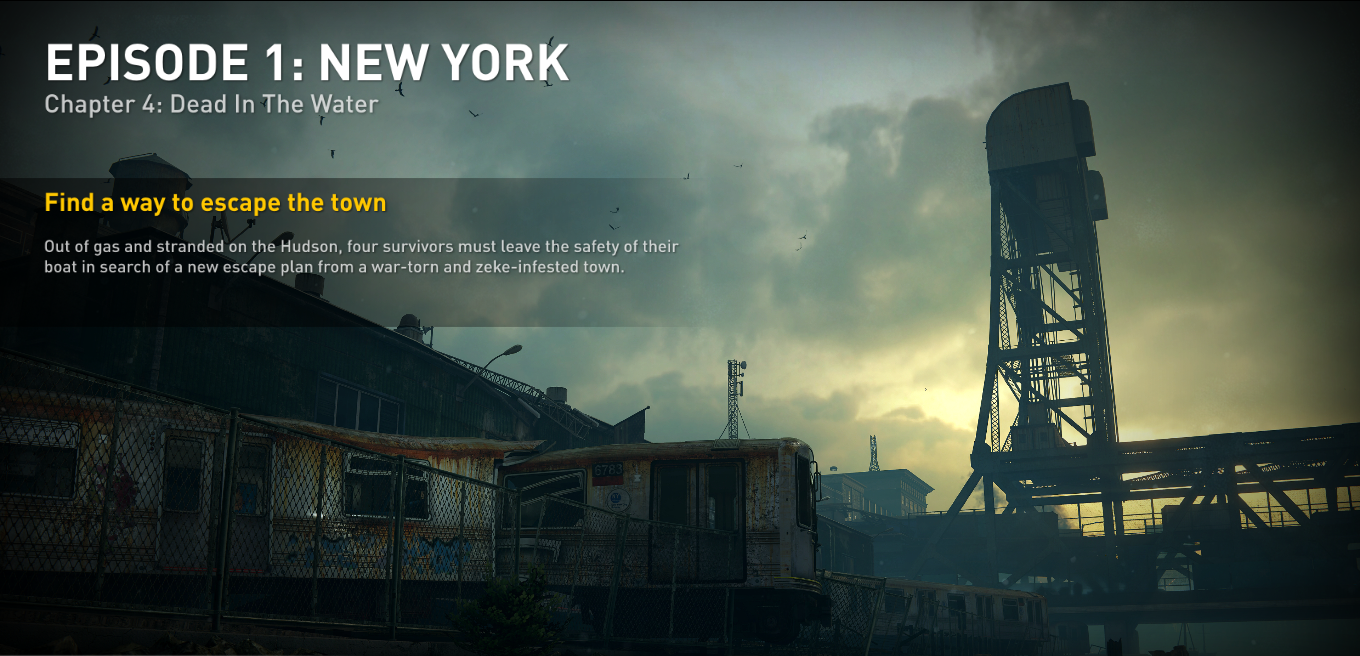 EPISODE 1: NEW YORK
Chapter 4: Dead In The Water
Find a way to escape the town
Out of gas and stranded on the Hudson, four survivors must leave the safety of their
boat in search of a new escape plan from a war-torn and zeke-infested town.
6783